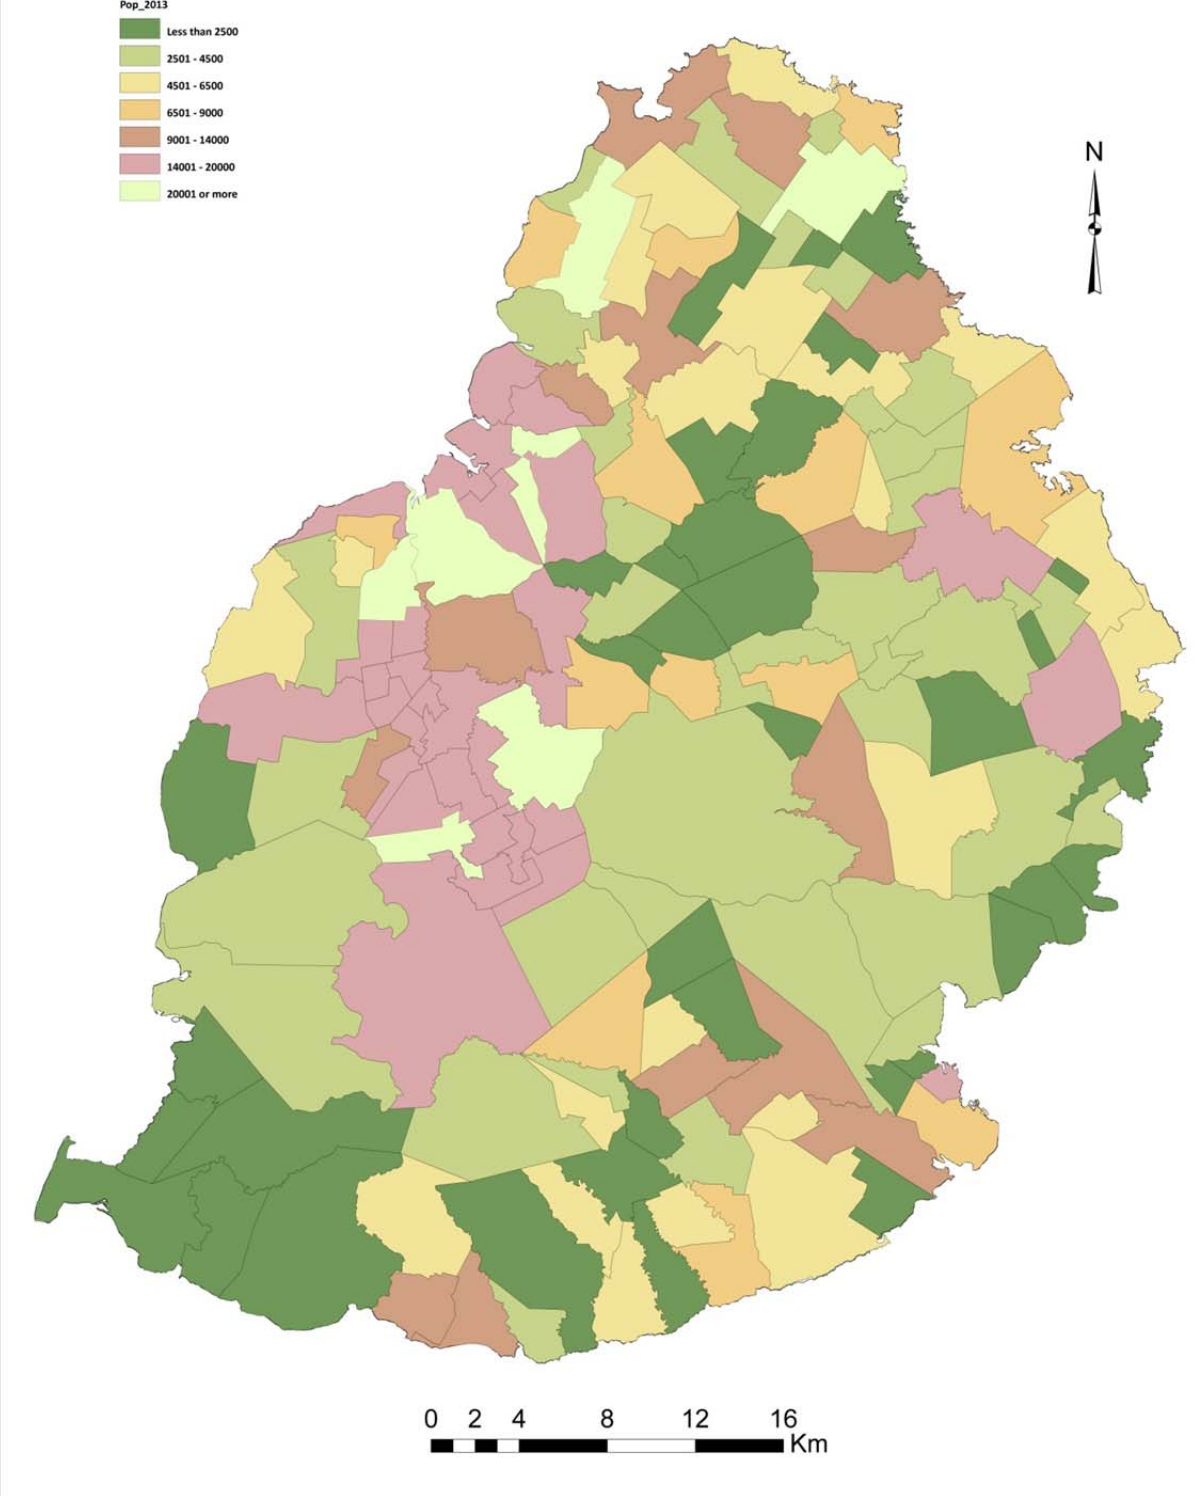 Pop_2013
Less than 2500
2501 - 4500
4501 - 6500
6501 - 9000
9001 - 14000
14001 - 20000
20001 or more
N
0 2 4 8 12 16
Km